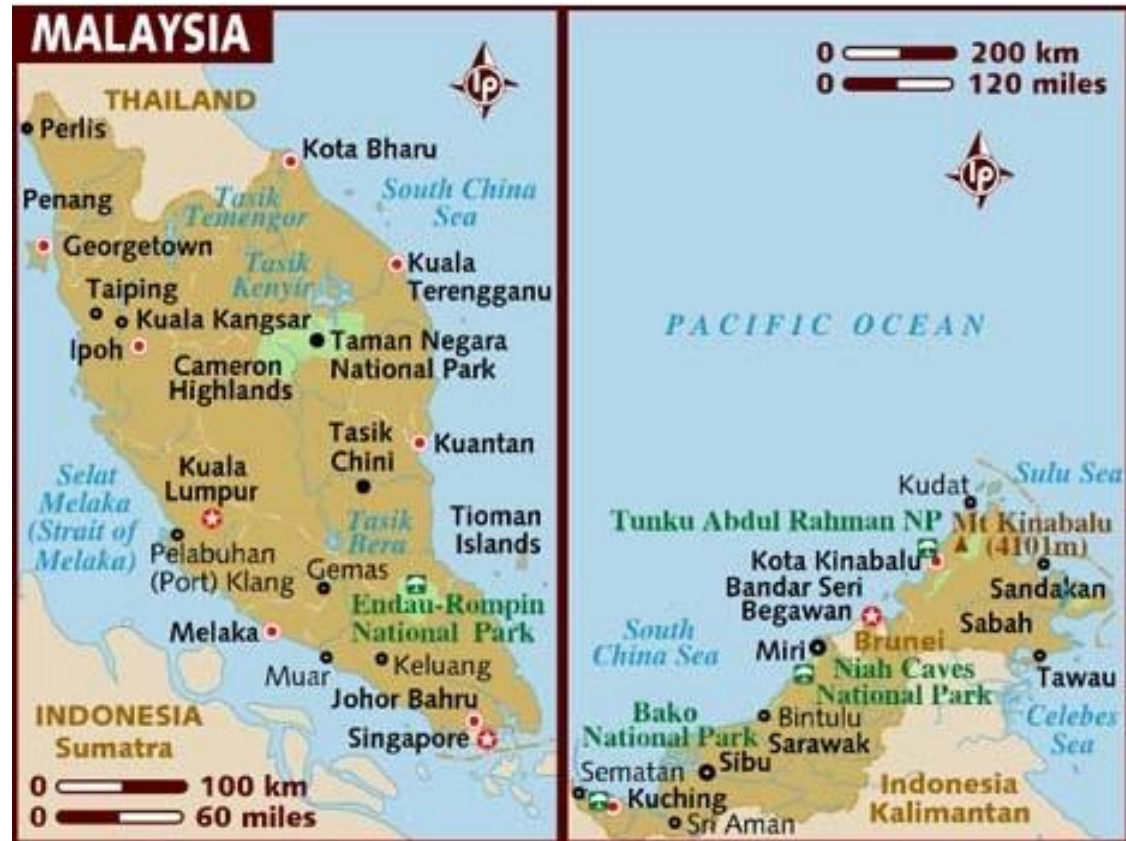 MALAYSIA
lp
THAILAND
Perlis
Kota Bharu
Penang
Tasik
Temengor
South China
Sea
Georgetown
Tasik
Kenyir
Kuala
Terengganu
Taiping
Kuala Kangsar
Ipoh
Taman Negara
National Park
Cameron
Highlands
Tasik
Chini
Kuantan
Kuala
Lumpur
Selat
Melaka
(Strait of
Melaka)
Tasik
Bera
Tioman
Islands
Pelabuhan
(Port) Klang
Gemas
Endau-Rompin
National Park
Melaka
Muar
Keluang
Johor Bahru
Singapore
INDONESIA
Sumatra
0 100 km
0 60 miles
0 200 km
0 120 miles
lp
PACIFIC OCEAN
Sulu Sea
Kudat
Tunku Abdul Rahman NP
Mt Kinabalu
(4101m)
Kota Kinabalu
Bandar Seri
Begawan
Sandakan
Sabah
South
China Sea
Brunei
Miri
Niah Caves
National Park
Tawau
Celebes
Sea
Bako
National Park
Bintulu
Sarawak
Sibu
Sematan
Kuching
Sri Aman
Indonesia
Kalimantan